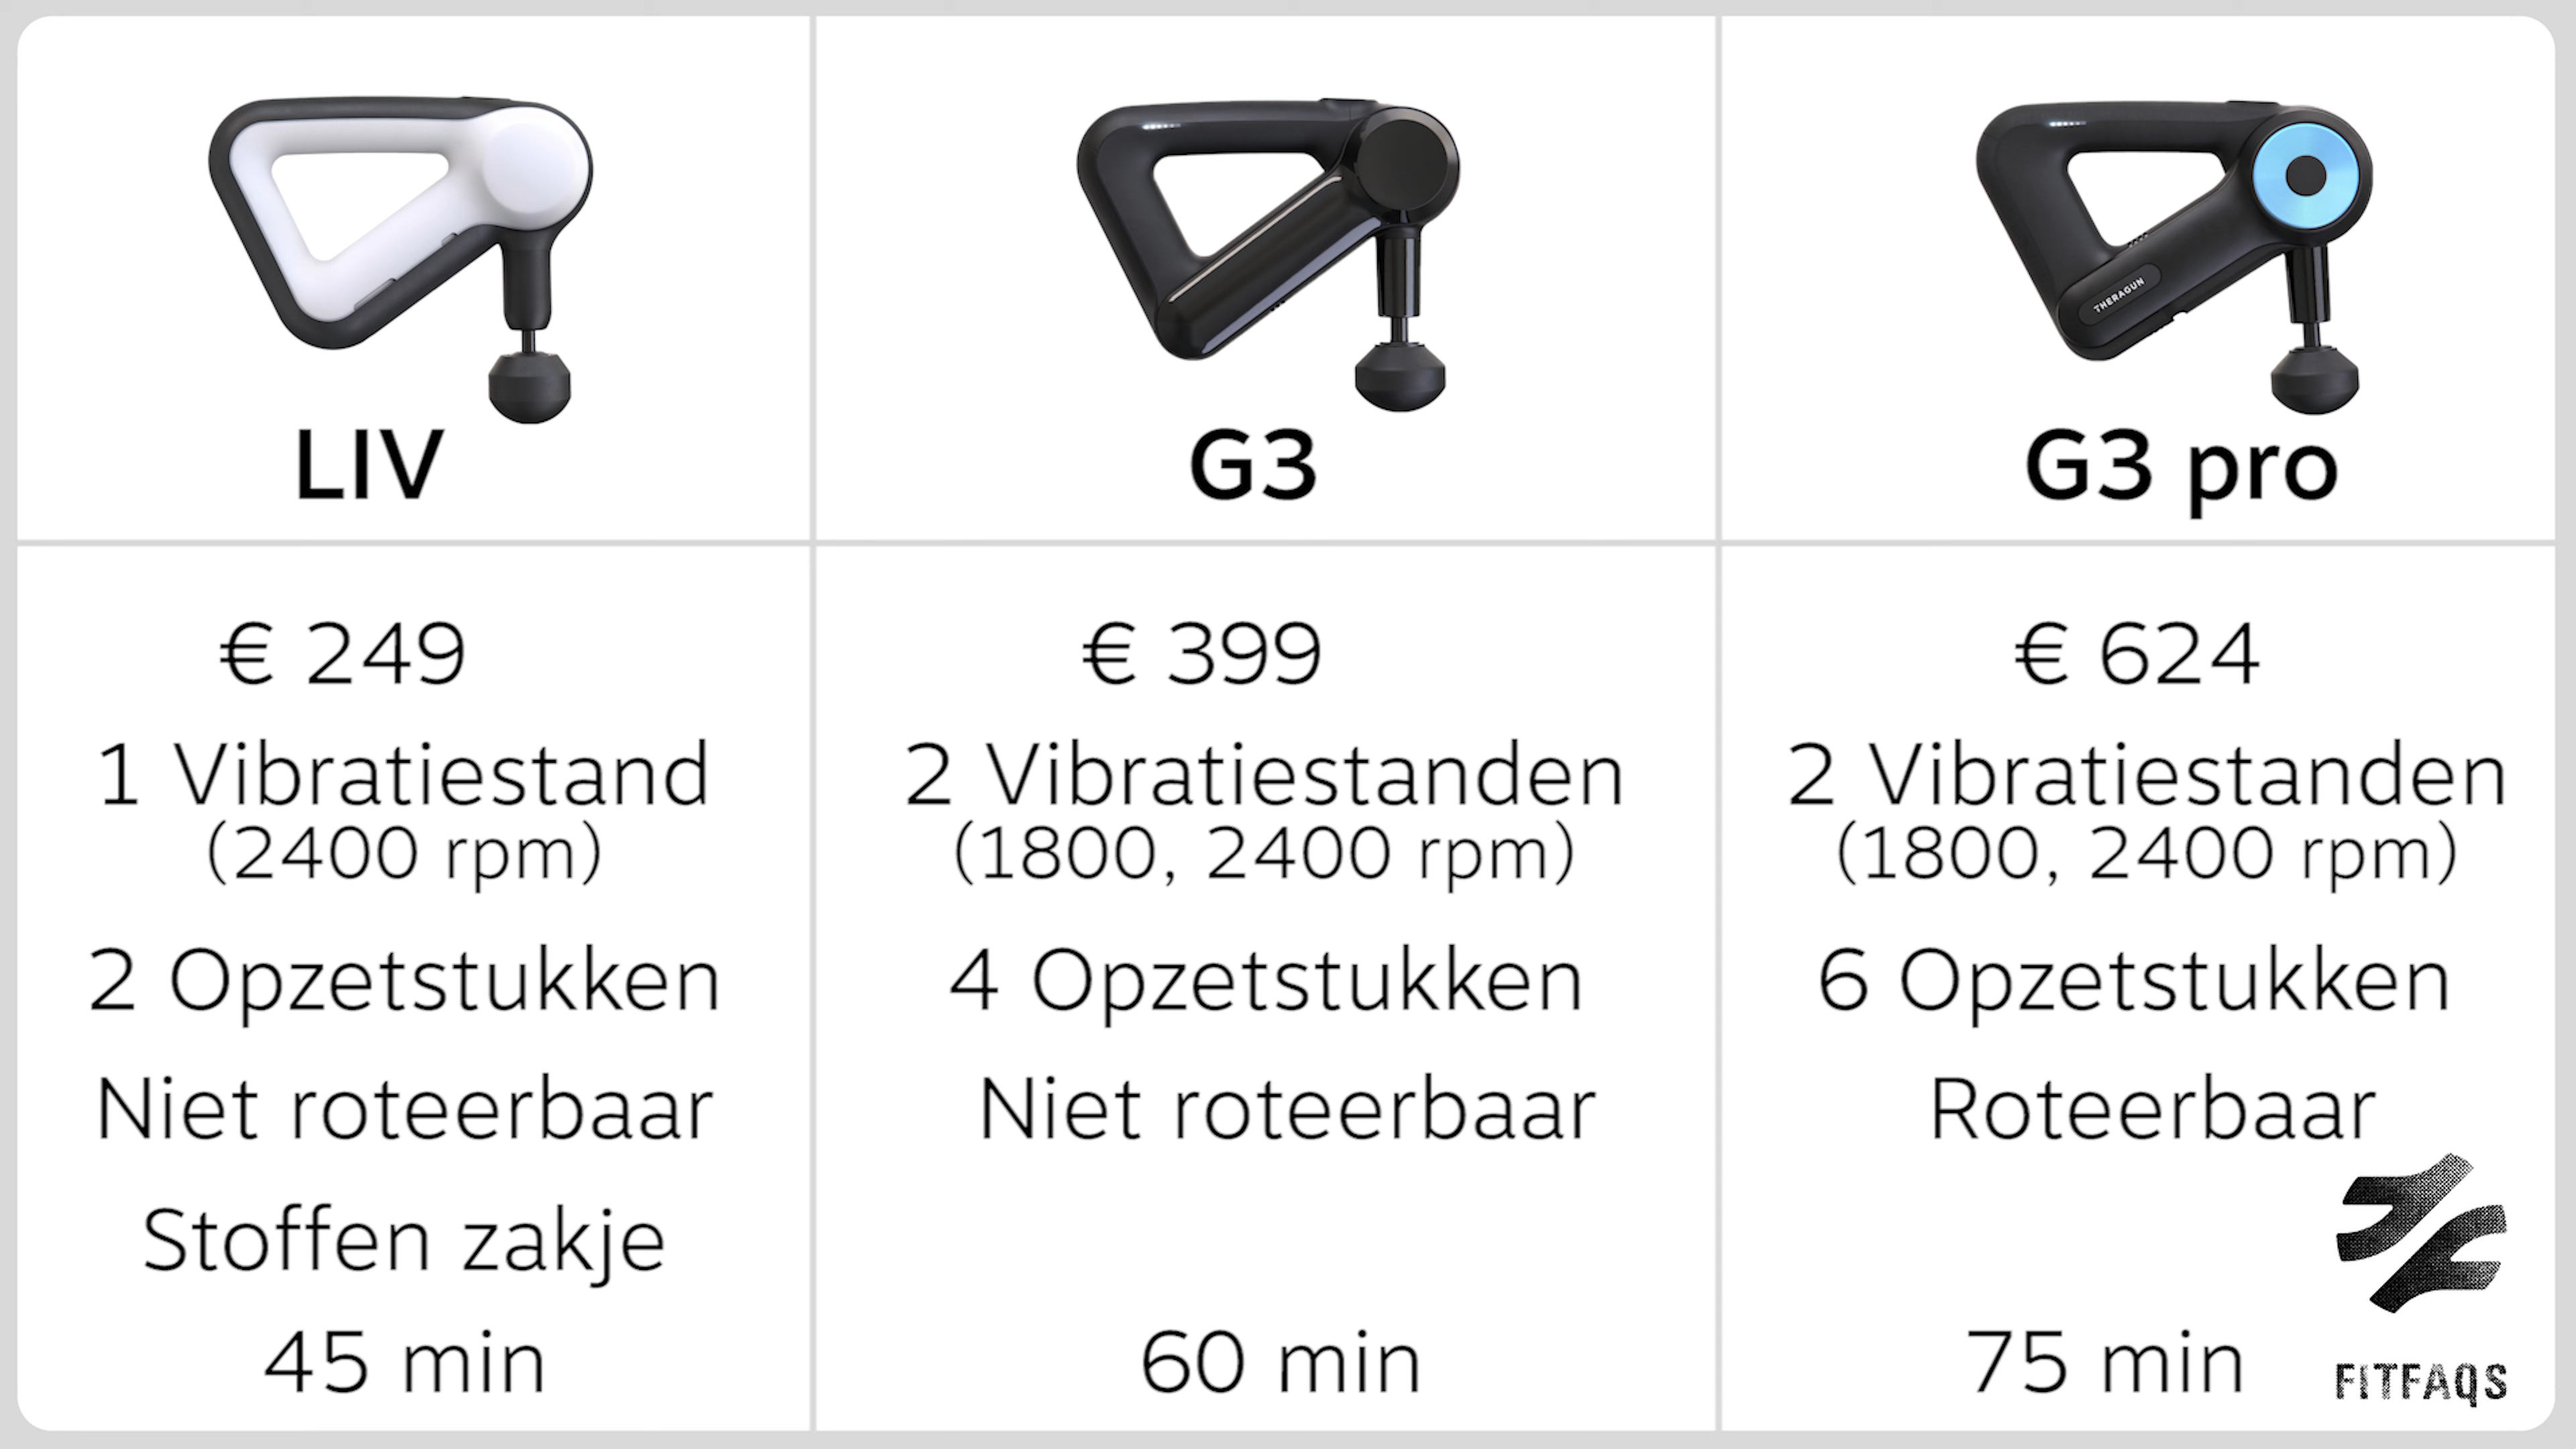 THERAGUN
LIV
G3
G3 pro
€ 249
€ 399
€ 624
1 Vibratiestand
(2400 rpm)
2 Vibratiestanden
(1800, 2400 rpm)
2 Vibratiestanden
(1800, 2400 rpm)
2 Opzetstukken
4 Opzetstukken
6 Opzetstukken
Niet roteerbaar
Niet roteerbaar
Roteerbaar
Stoffen zakje
45 min
60 min
75 min
FITFAQS